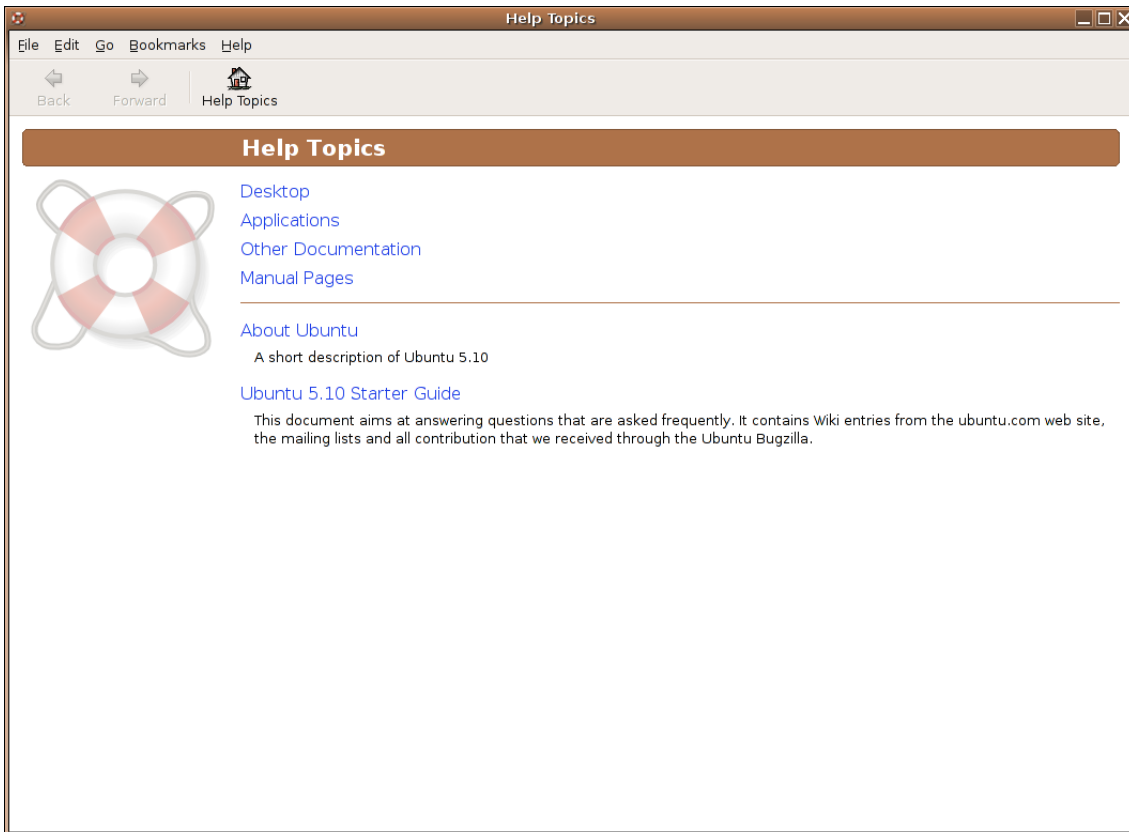 Help Topics
File Edit Go Bookmarks Help
Back Forward Help Topics
Help Topics
Desktop
Applications
Other Documentation
Manual Pages
About Ubuntu
A short description of Ubuntu 5.10
Ubuntu 5.10 Starter Guide
This document aims at answering questions that are asked frequently. It contains Wiki entries from the ubuntu.com web site,
the mailing lists and all contribution that we received through the Ubuntu Bugzilla.